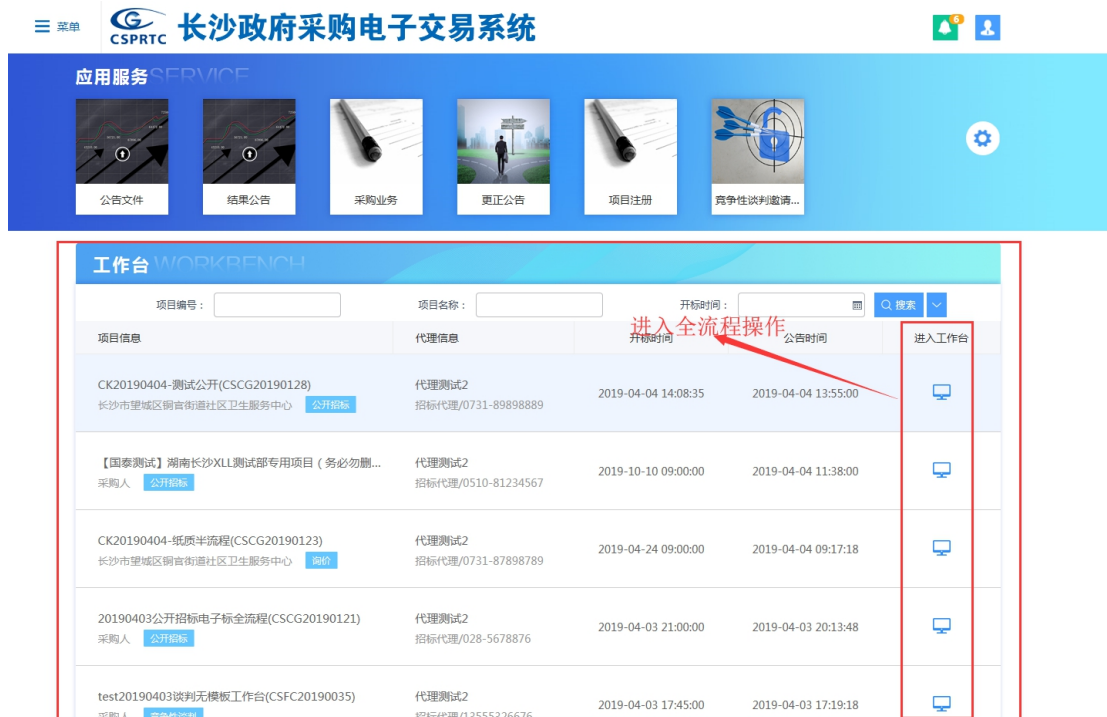 菜单
CSPRTC
长沙政府采购电子交易系统
6
应用服务SERVICE
公告文件
结果公告
采购业务
更正公告
项目注册
竞争性谈判邀请...
工作台 WORKBENCH
项目编号：
项目名称：
开标时间：
搜索
进入全流程操作
项目信息
代理信息
开标时间
公告时间
进入工作台
CK20190404-测试公开(CSCG20190128)
代理测试2
2019-04-04 14:08:35
2019-04-04 13:55:00
长沙市望城区铜官街道社区卫生服务中心
公开招标
招标代理/0731-89898889
【国泰测试】湖南长沙XLL测试部专用项目（务必勿删...
代理测试2
2019-10-10 09:00:00
2019-04-04 11:38:00
采购人
公开招标
招标代理/0510-81234567
CK20190404-纸质半流程(CSCG20190123)
代理测试2
2019-04-24 09:00:00
2019-04-04 09:17:18
长沙市望城区铜官街道社区卫生服务中心
询价
招标代理/0731-87898789
20190403公开招标电子标全流程(CSCG20190121)
代理测试2
2019-04-03 21:00:00
2019-04-03 20:13:48
采购人
公开招标
招标代理/028-5678876
test20190403谈判无模板工作台(CSFC20190035)
代理测试2
2019-04-03 17:45:00
2019-04-03 17:19:18
采购人
竞争性谈判
招标代理/13555326676